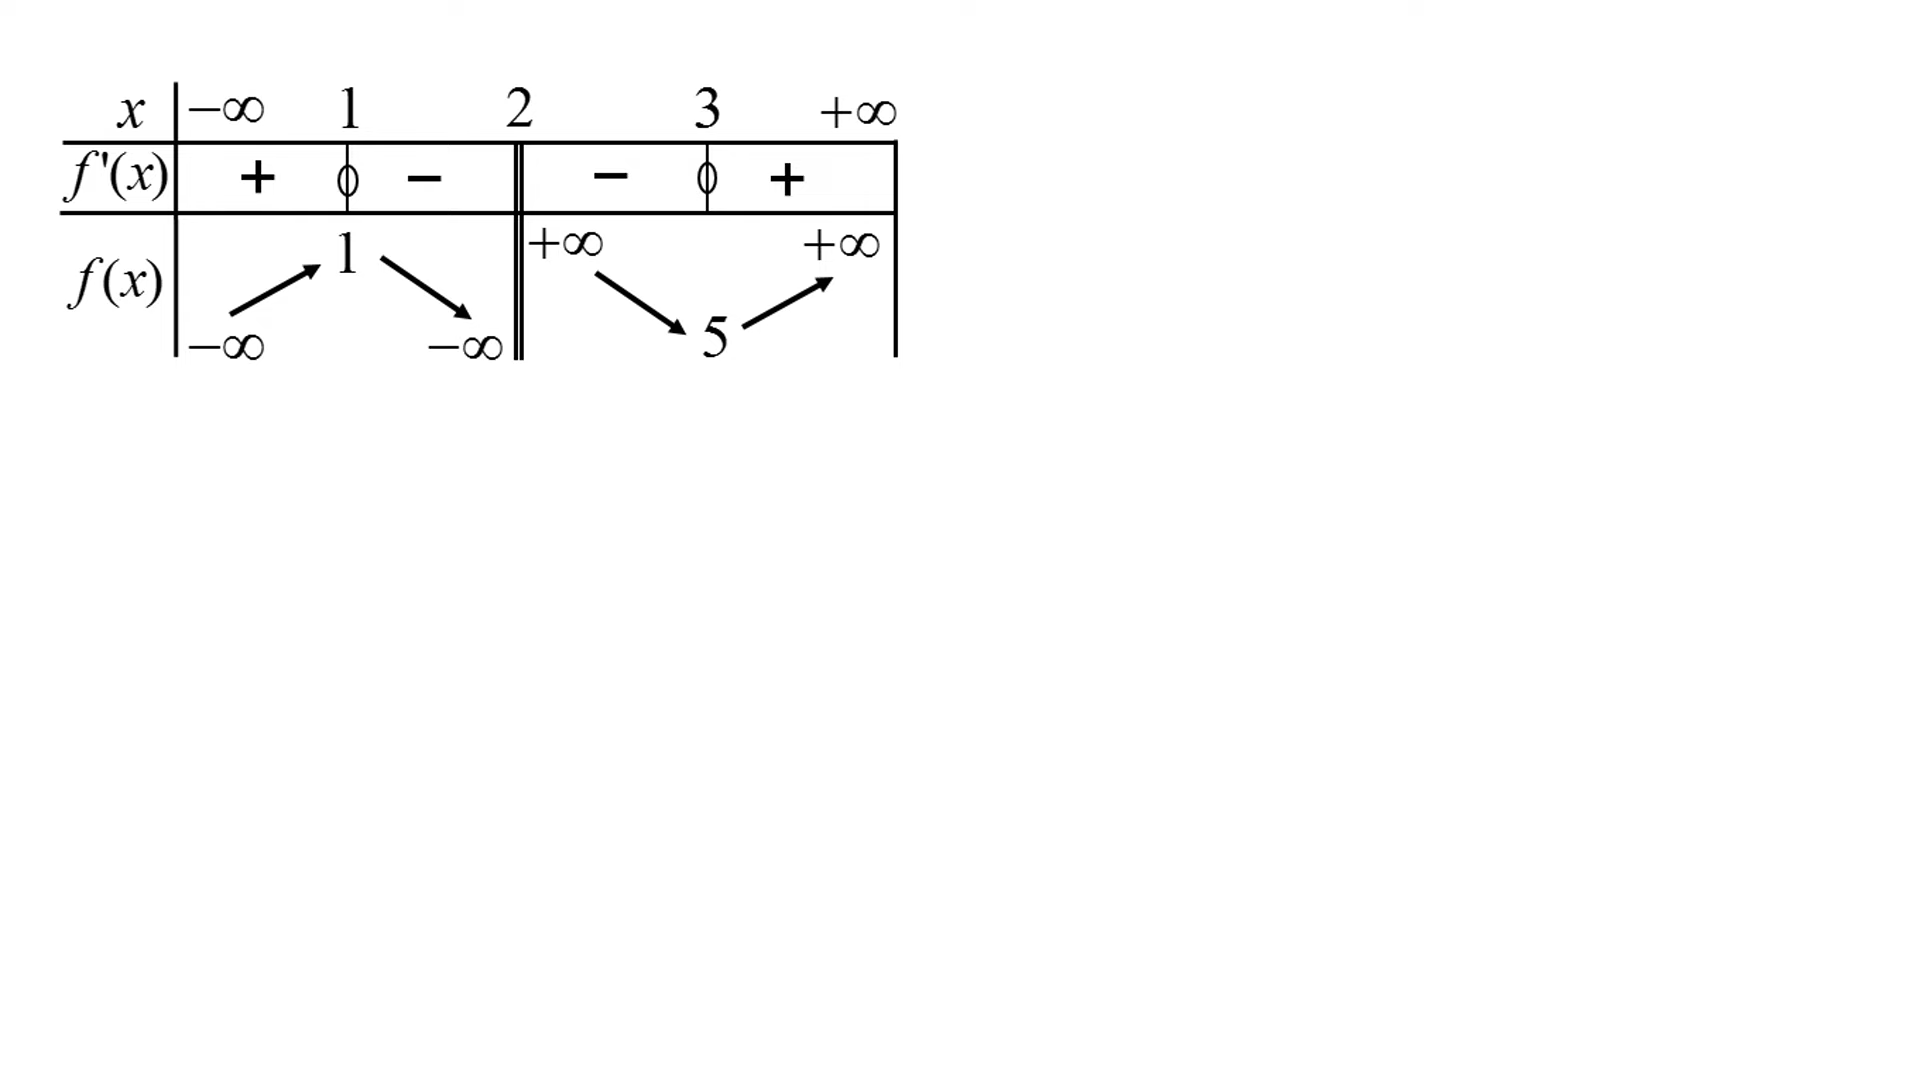 x −∞ 1 2 3 +∞
f'(x) + 0 − − 0 +
f(x) −∞ 1 −∞ +∞ 5 +∞